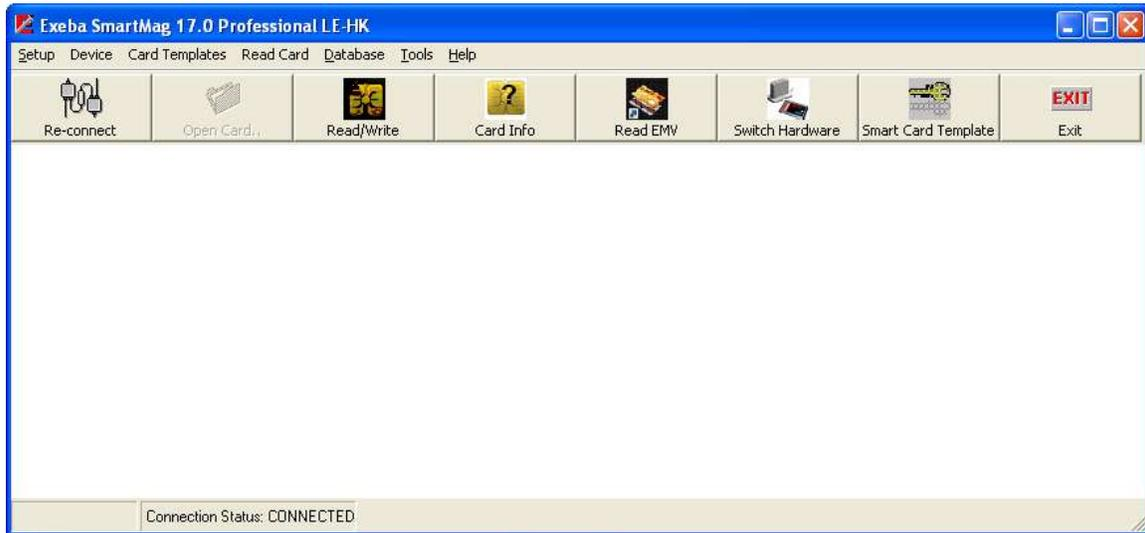 Exeba SmartMag 17.0 Professional LE-HK
Setup Device Card Templates Read Card Database Tools Help
Re-connect Open Card.. Read/Write Card Info Read EMV Switch Hardware Smart Card Template EXIT Exit
Connection Status: CONNECTED